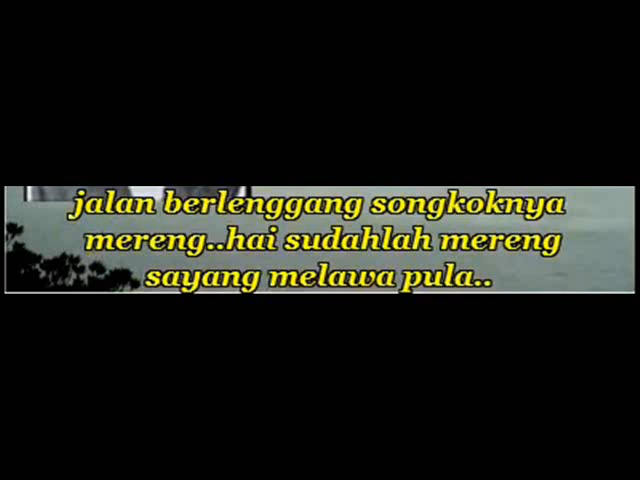 jalan berlenggang songkoknya
mereng..hai sudahlah mereng
sayang melawa pula..